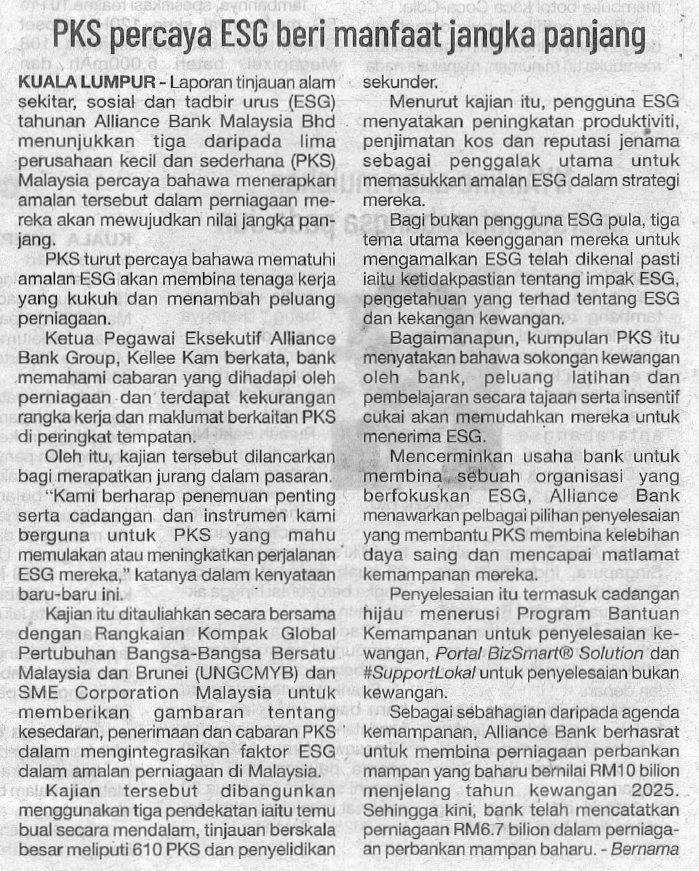 PKS percaya ESG beri manfaat jangka panjang
KUALA LUMPUR - Laporan tinjauan alam
sekitar, sosial dan tadbir urus (ESG)
tahunan Alliance Bank Malaysia Bhd
menunjukkan tiga daripada lima
perusahaan kecil dan sederhana (PKS)
Malaysia percaya bahawa menerapkan
amalan tersebut dalam perniagaan me-
reka akan mewujudkan nilai jangka pan-
jang.
PKS turut percaya bahawa mematuhi
amalan ESG akan membina tenaga kerja
yang kukuh dan menambah peluang
perniagaan.
Ketua Pegawai Eksekutif Alliance
Bank Group, Kellee Kam berkata, bank
memahami cabaran yang dihadapi oleh
perniagaan dan terdapat kekurangan
rangka kerja dan maklumat berkaitan PKS
di peringkat tempatan.
Oleh itu, kajian tersebut dilancarkan
bagi merapatkan jurang dalam pasaran.
“Kami berharap penemuan penting
serta cadangan dan instrumen kami
berguna untuk PKS yang mahu
memulakan atau meningkatkan perjalanan
ESG mereka,” katanya dalam kenyataan
baru-baru ini.
Kajian itu ditauliahkan secara bersama
dengan Rangkaian Kompak Global
Pertubuhan Bangsa-Bangsa Bersatu
Malaysia dan Brunei (UNGCMYB) dan
SME Corporation Malaysia untuk
memberikan gambaran tentang
kesedaran, penerimaan dan cabaran PKS
dalam mengintegrasikan faktor ESG
dalam amalan perniagaan di Malaysia.
Kajian tersebut dibangunkan
menggunakan tiga pendekatan iaitu temu
bual secara mendalam, tinjauan berskala
besar meliputi 610 PKS dan penyelidikan
sekunder.
Menurut kajian itu, pengguna ESG
menyatakan peningkatan produktiviti,
penjimatan kos dan reputasi jenama
sebagai penggalak utama untuk
memasukkan amalan ESG dalam strategi
mereka.
Bagi bukan pengguna ESG pula, tiga
tema utama keengganan mereka untuk
mengamalkan ESG telah dikenal pasti
iaitu ketidakpastian tentang impak ESG,
pengetahuan yang terhad tentang ESG
dan kekangan kewangan.
Bagaimanapun, kumpulan PKS itu
menyatakan bahawa sokongan kewangan
oleh bank, peluang latihan dan
pembelajaran secara tajaan serta insentif
cukai akan memudahkan mereka untuk
menerima ESG.
Mencerminkan usaha bank untuk
membina sebuah organisasi yang
berfokuskan ESG, Alliance Bank
menawarkan pelbagai pilihan penyelesaian
yang membantu PKS membina kelebihan
daya saing dan mencapai matlamat
kemampanan mereka.
Penyelesaian itu termasuk cadangan
hijau menerusi Program Bantuan
Kemampanan untuk penyelesaian ke-
wangan, Portal BizSmart® Solution dan
#SupportLokal untuk penyelesaian bukan
kewangan.
Sebagai sebahagian daripada agenda
kemampanan, Alliance Bank berhasrat
untuk membina perniagaan perbankan
mampan yang baharu bernilai RM10 bilion
menjelang tahun kewangan 2025.
Sehingga kini, bank telah mencatatkan
perniagaan RM6.7 bilion dalam perniaga-
an perbankan mampan baharu. - Bernama